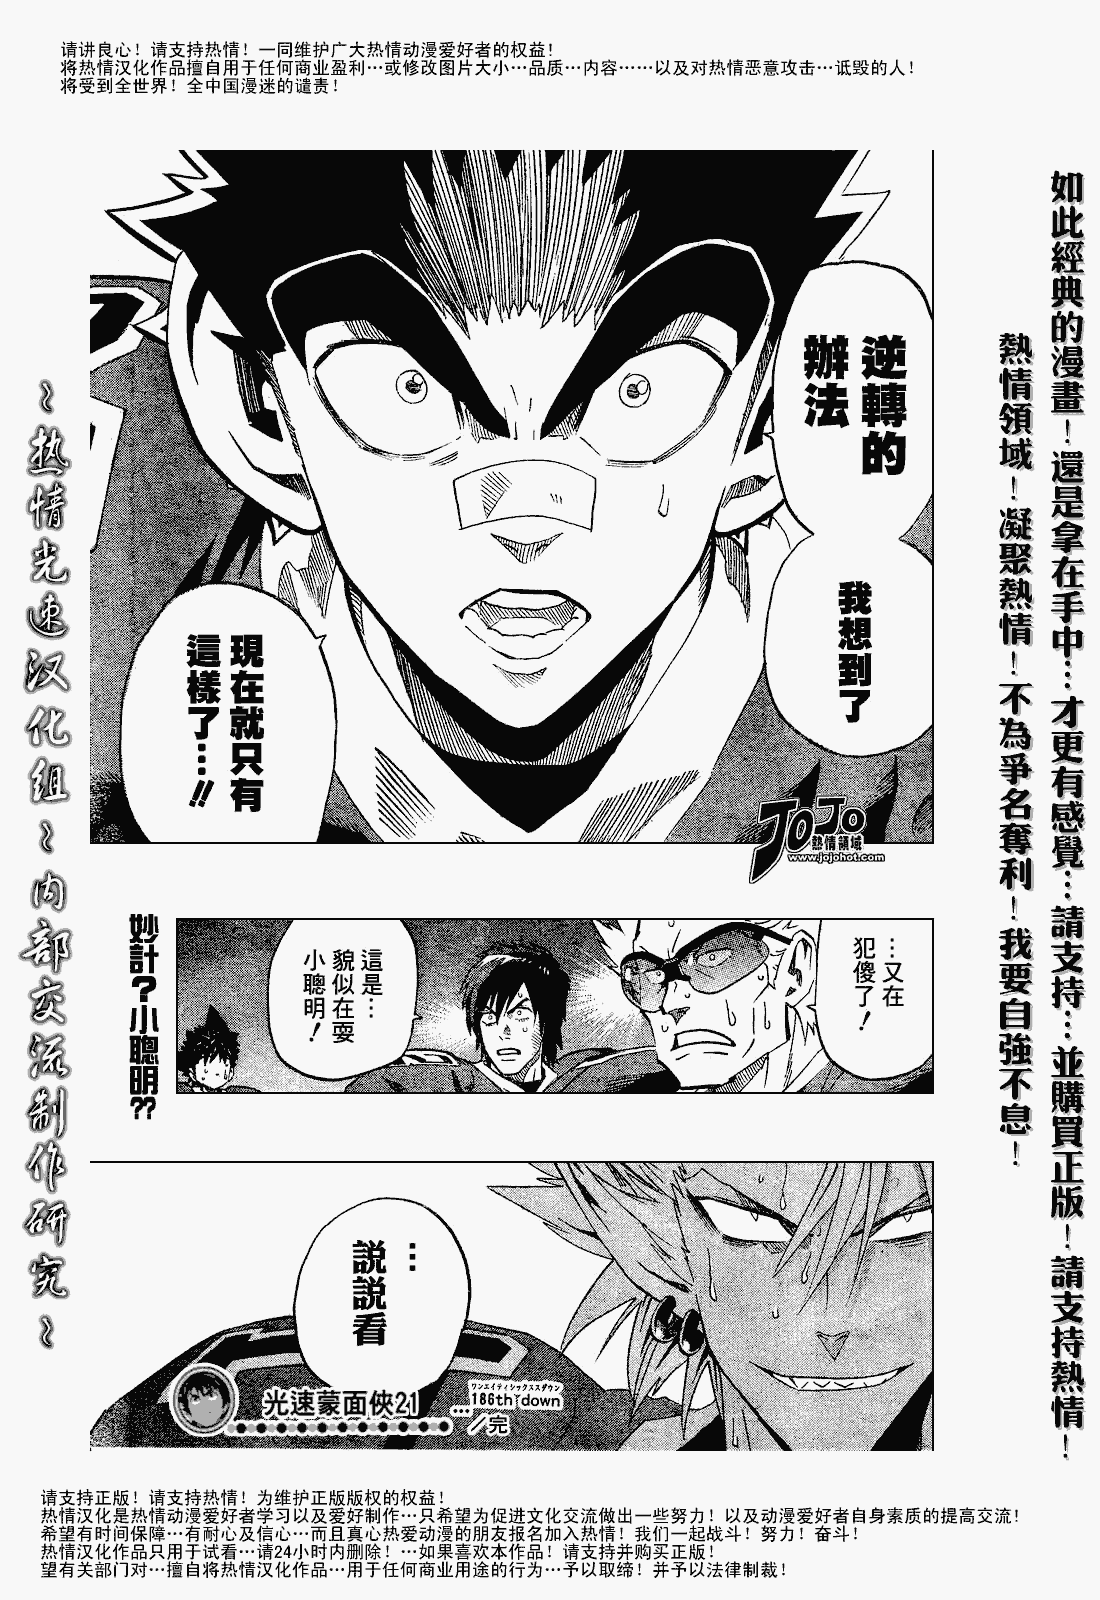 请讲良心！请支持热情！一同维护广大热情动漫爱好者的权益！
将热情汉化作品擅自用于任何商业盈利…或修改图片大小…品质…内容……以及对热情恶意攻击…诋毁的人！
将受到全世界！全中国漫迷的谴责！
如此經典的漫畫！還是拿在手中…才更有感覺…請支持…並購買正版！請支持熱情！
熱情領域！凝聚熱情！不為爭名奪利！我要自強不息！
逆轉的
辦法
我想到了
現在就只有
這樣了…!!
JOJO
熱情領域
www.jojohot.com
…又在
犯傻了！
這是…
貌似在耍
小聰明！
妙計？小聰明??
…
説説看
光速蒙面俠21
…
ワンエイティシックススダウン
186th down
／完
～热情光速汉化组～内部交流制作研究～
请支持正版！请支持热情！为维护正版版权的权益！
热情汉化是热情动漫爱好者学习以及爱好制作…只希望为促进文化交流做出一些努力！以及动漫爱好者自身素质的提高交流！
希望有时间保障…有耐心及信心…而且真心热爱动漫的朋友报名加入热情！我们一起战斗！努力！奋斗！
热情汉化作品只用于试看…请24小时内删除！…如果喜欢本作品！请支持并购买正版！
望有关部门对…擅自将热情汉化作品…用于任何商业用途的行为…予以取缔！并予以法律制裁！